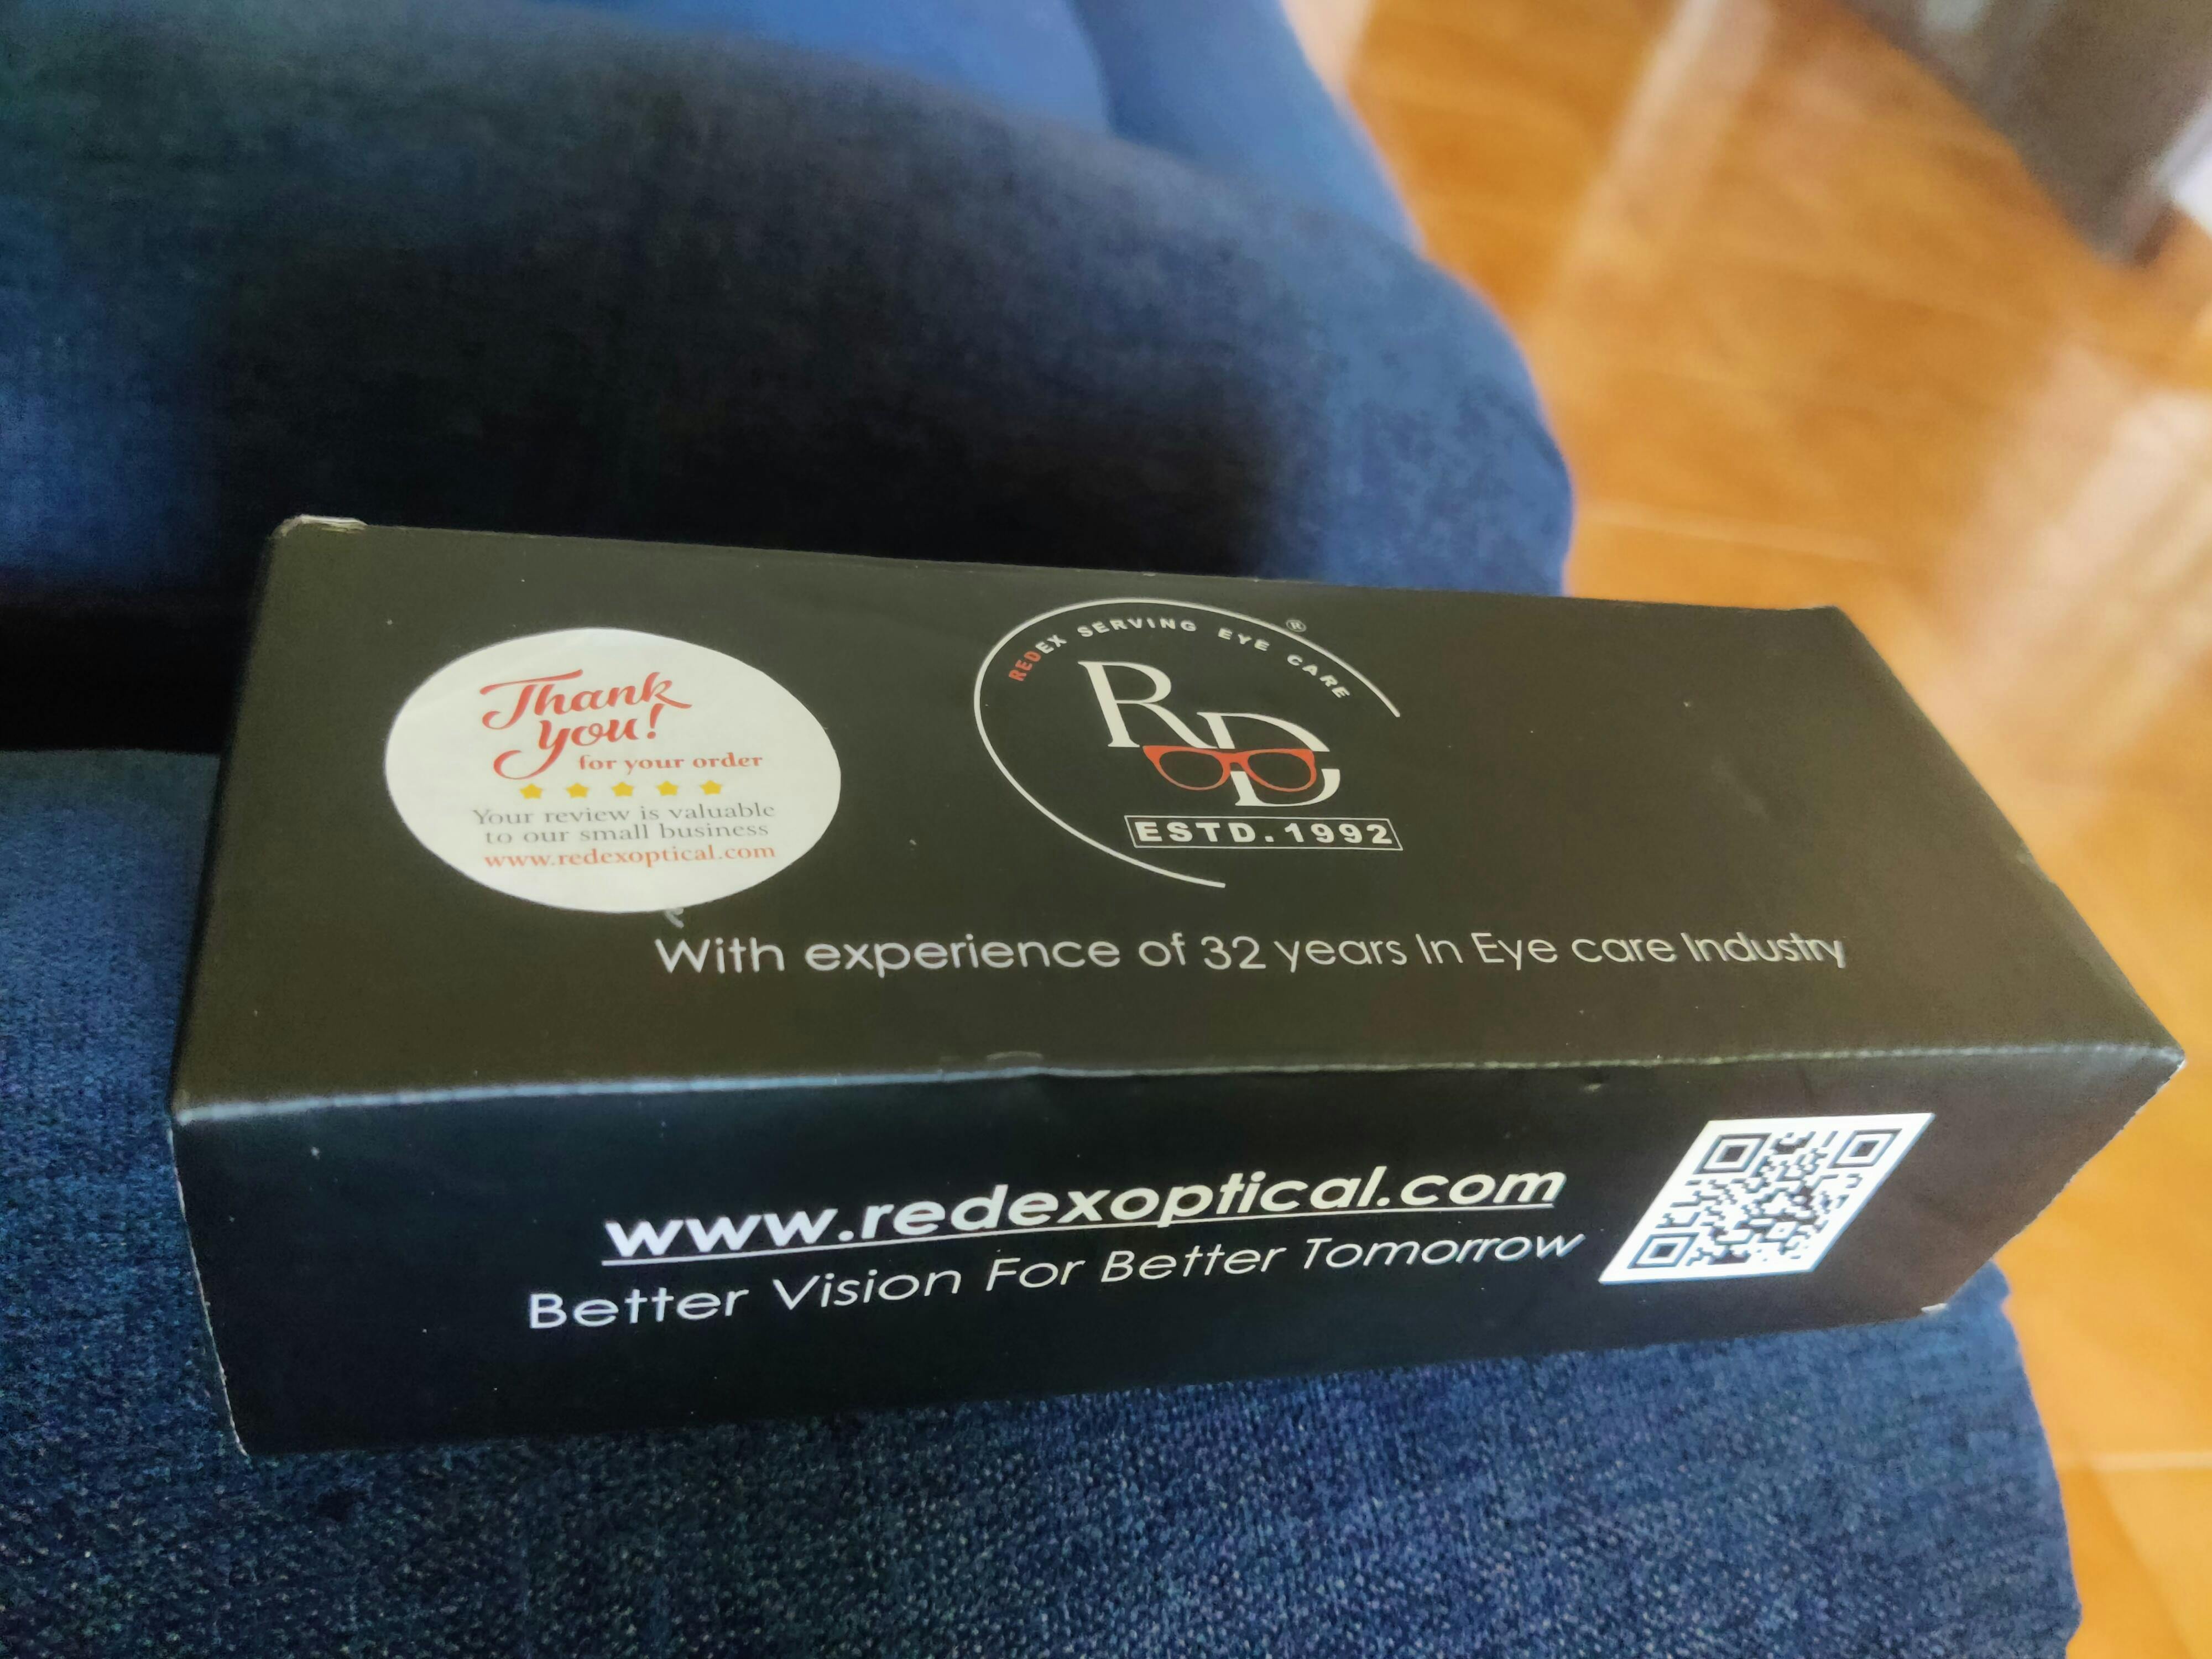 Thank
you!
for your order
Your review is valuable
to our small business
www.redexoptical.com
REDEX SERVING EYE CARE ®
RD
ESTD.1992
With experience of 32 years In Eye care Industry
www.redexoptical.com
Better Vision For Better Tomorrow